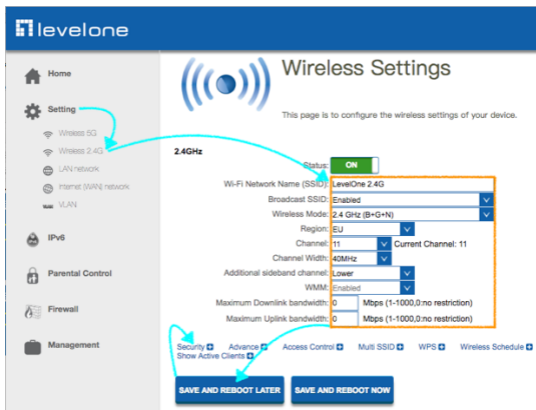 levelone
Home
Setting
Wireless 5G
Wireless 2.4G
LAN network
Internet (WAN) network
VLAN
IPv6
Parental Control
Firewall
Management
Wireless Settings
This page is to configure the wireless settings of your device.
2.4GHz
Status: ON
Wi-Fi Network Name (SSID): LevelOne 2.4G
Broadcast SSID: Enabled
Wireless Mode: 2.4 GHz (B+G+N)
Region: EU
Channel: 11 Current Channel: 11
Channel Width: 40MHz
Additional sideband channel: Lower
WMM: Enabled
Maximum Downlink bandwidth: 0 Mbps (1-1000,0:no restriction)
Maximum Uplink bandwidth: 0 Mbps (1-1000,0:no restriction)
Security Advance Access Control Multi SSID WPS Wireless Schedule
Show Active Clients
SAVE AND REBOOT LATER SAVE AND REBOOT NOW